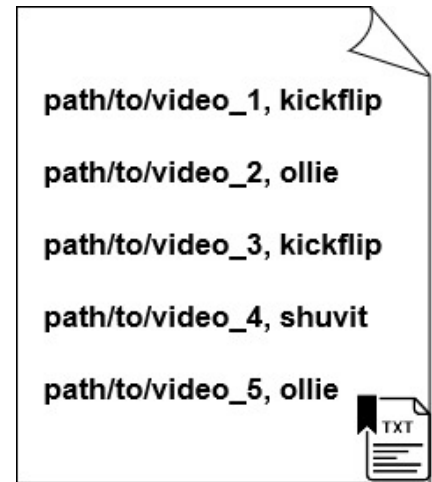 path/to/video_1, kickflip
path/to/video_2, ollie
path/to/video_3, kickflip
path/to/video_4, shuvit
path/to/video_5, ollie
TXT